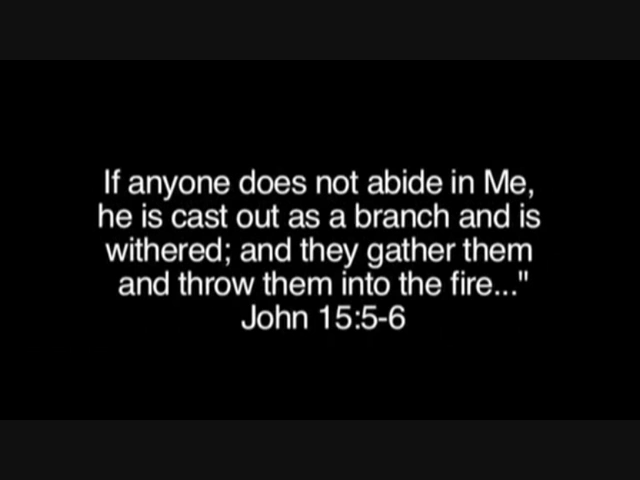 If anyone does not abide in Me,
he is cast out as a branch and is
withered; and they gather them
and throw them into the fire..."
John 15:5-6